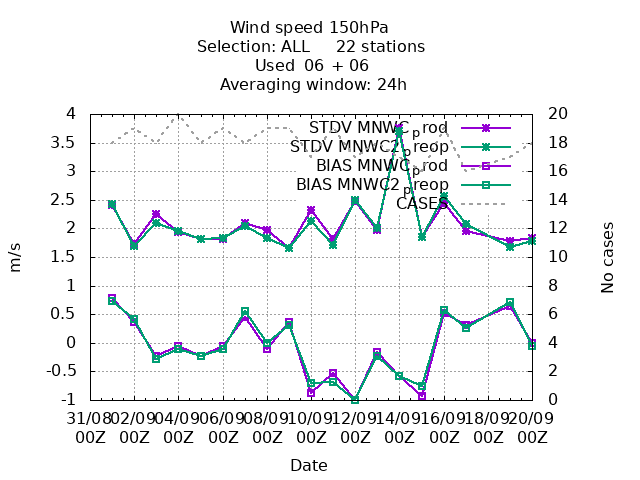 Wind speed 150hPa
Selection: ALL 22 stations
Used 06 + 06
Averaging window: 24h
4
3.5
3
2.5
2
1.5
1
0.5
0
-0.5
-1
20
18
16
14
12
10
8
6
4
2
0
STDV MNWC_prod
STDV MNWC2_preop
BIAS MNWC_prod
BIAS MNWC2_preop
CASES
m/s
No cases
31/08 02/09 04/09 06/09 08/09 10/09 12/09 14/09 16/09 18/09 20/09
00Z 00Z 00Z 00Z 00Z 00Z 00Z 00Z 00Z 00Z 00Z
Date